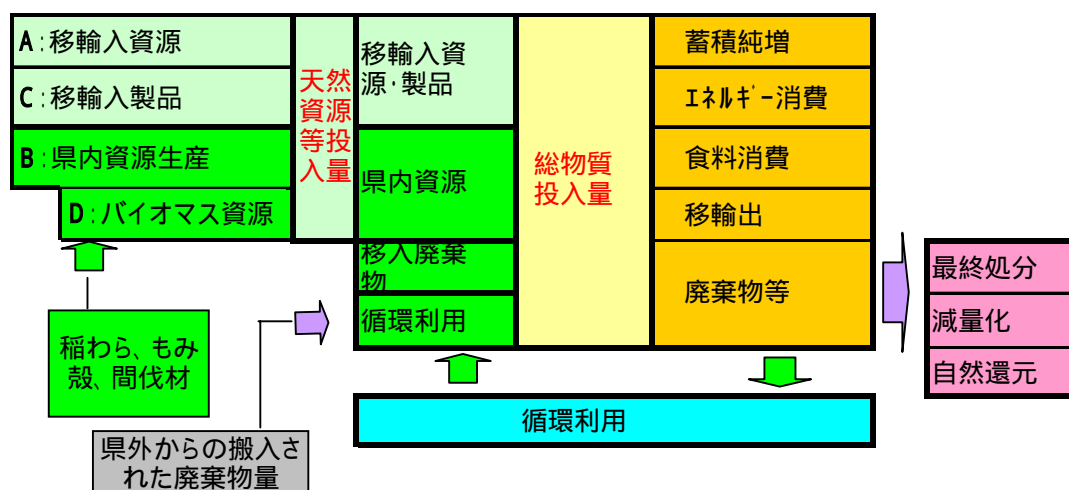 A:移輸入資源
C:移輸入製品
B:県内資源生産
D:バイオマス資源
天然
資源
等投
入量
移輸入資
源・製品
県内資源
移入廃棄
物
循環利用
総物質
投入量
蓄積純増
エネルギー消費
食料消費
移輸出
廃棄物等
最終処分
減量化
自然還元
稲わら、もみ
殻、間伐材
循環利用
県外からの搬入さ
れた廃棄物量